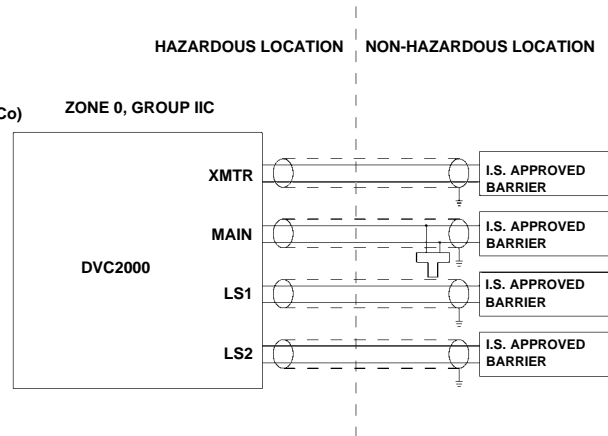 HAZARDOUS LOCATION
NON-HAZARDOUS LOCATION
Co)
ZONE 0, GROUP IIC
DVC2000
XMTR
I.S. APPROVED
BARRIER
MAIN
I.S. APPROVED
BARRIER
LS1
I.S. APPROVED
BARRIER
LS2
I.S. APPROVED
BARRIER